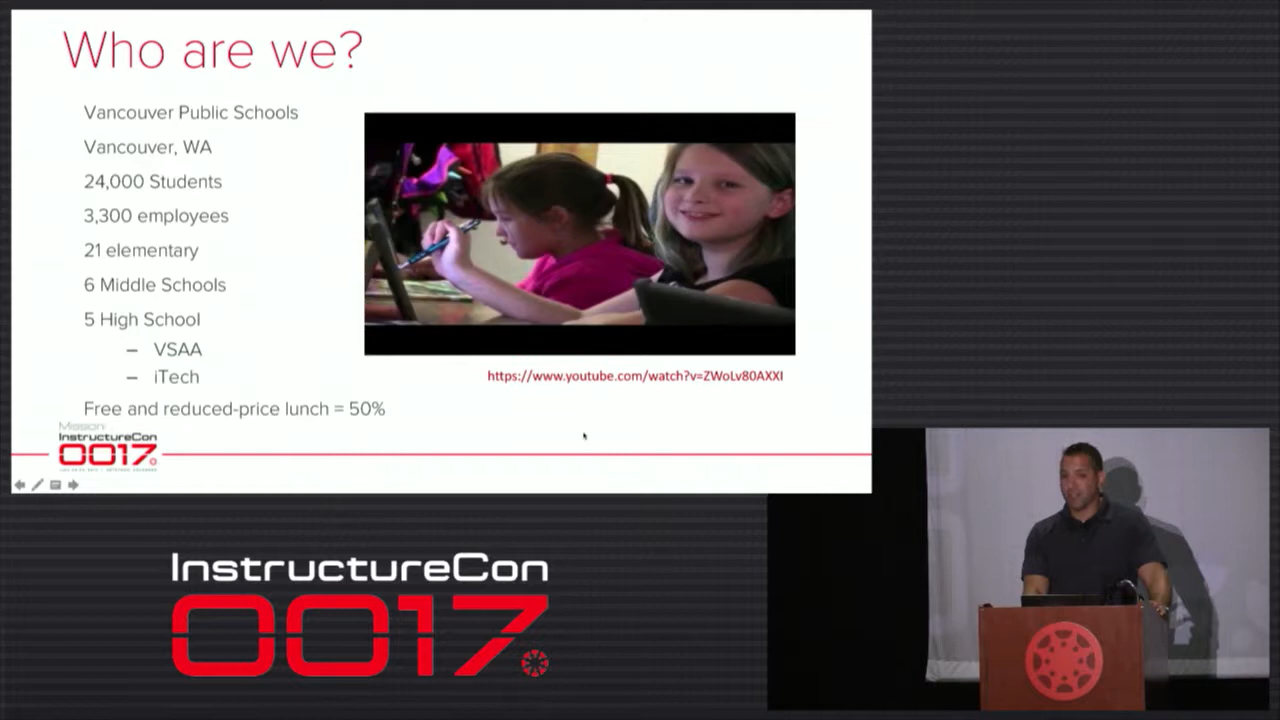 Who are we?
Vancouver Public Schools
Vancouver, WA
24,000 Students
3,300 employees
21 elementary
6 Middle Schools
5 High School
– VSAA
– iTech
https://www.youtube.com/watch?v=ZWoLv80AXXI
Free and reduced-price lunch = 50%
Mission:
InstructureCon
0017
InstructureCon
0017